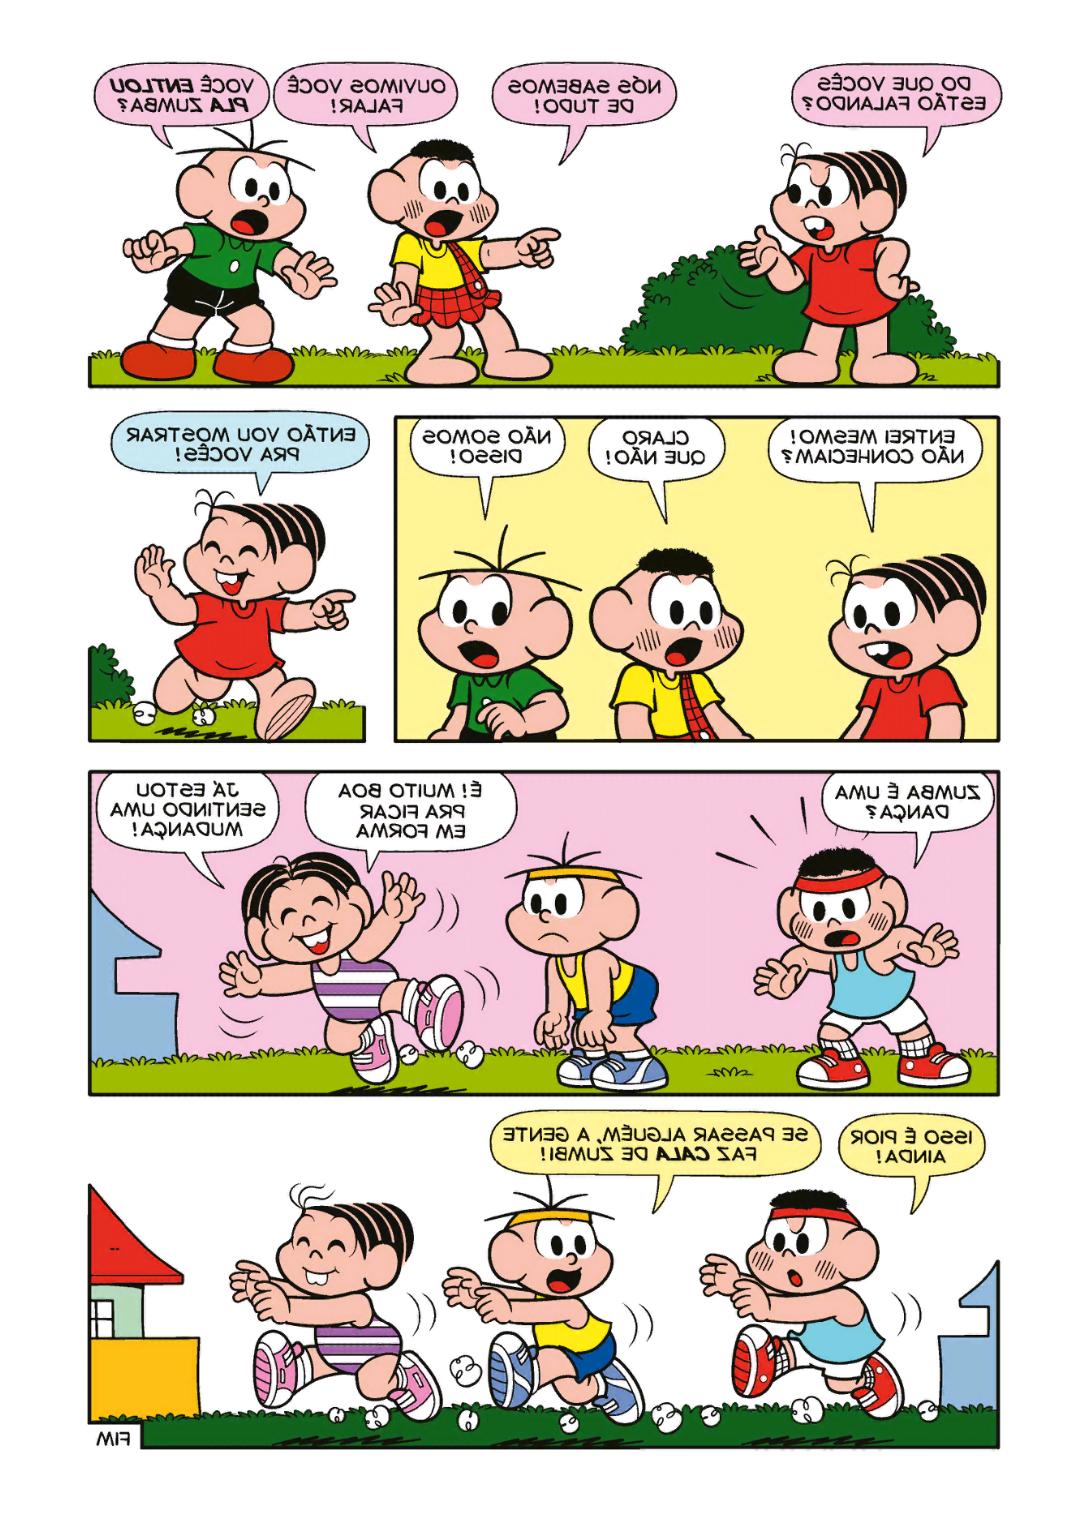 DO QUE VOCÊS
ESTÃO FALANDO?
NÓS SABEMOS
DE TUDO!
OUVIMOS VOCÊ
FALAR!
VOCÊ ENTLOU
PLA ZUMBA?
ENTREI MESMO!
NÃO CONHECIAM?
CLARO
QUE NÃO!
NÃO SOMOS
DISSO!
ENTÃO VOU MOSTRAR
PRA VOCÊS!
ZUMBA É UMA
DANÇA?
É! MUITO BOA
PRA FICAR
EM FORMA
JÁ ESTOU
SENTINDO UMA
MUDANÇA!
ISSO É PIOR
AINDA!
SE PASSAR ALGUÉM, A GENTE
FAZ CALA DE ZUMBI!
FIM